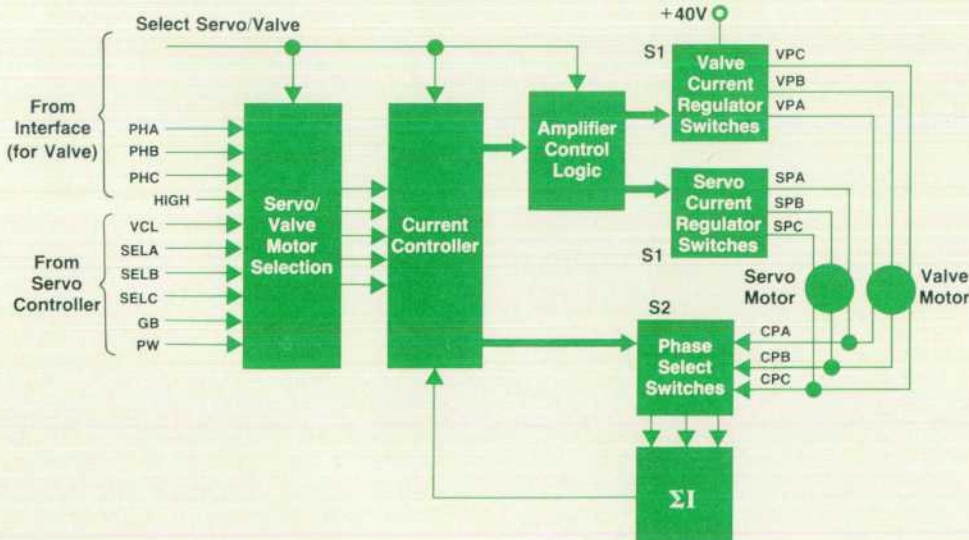 Select Servo/Valve
+40V
S1
Valve
Current
Regulator
Switches
VPC
VPB
VPA
From
Interface
(for Valve)
PHA
PHB
PHC
HIGH
From
Servo
Controller
VCL
SELA
SELB
SELC
GB
PW
Servo/
Valve
Motor
Selection
Current
Controller
Amplifier
Control
Logic
Servo
Current
Regulator
Switches
S1
SPA
SPB
SPC
Servo
Motor
Valve
Motor
S2
Phase
Select
Switches
CPA
CPB
CPC
ΣI